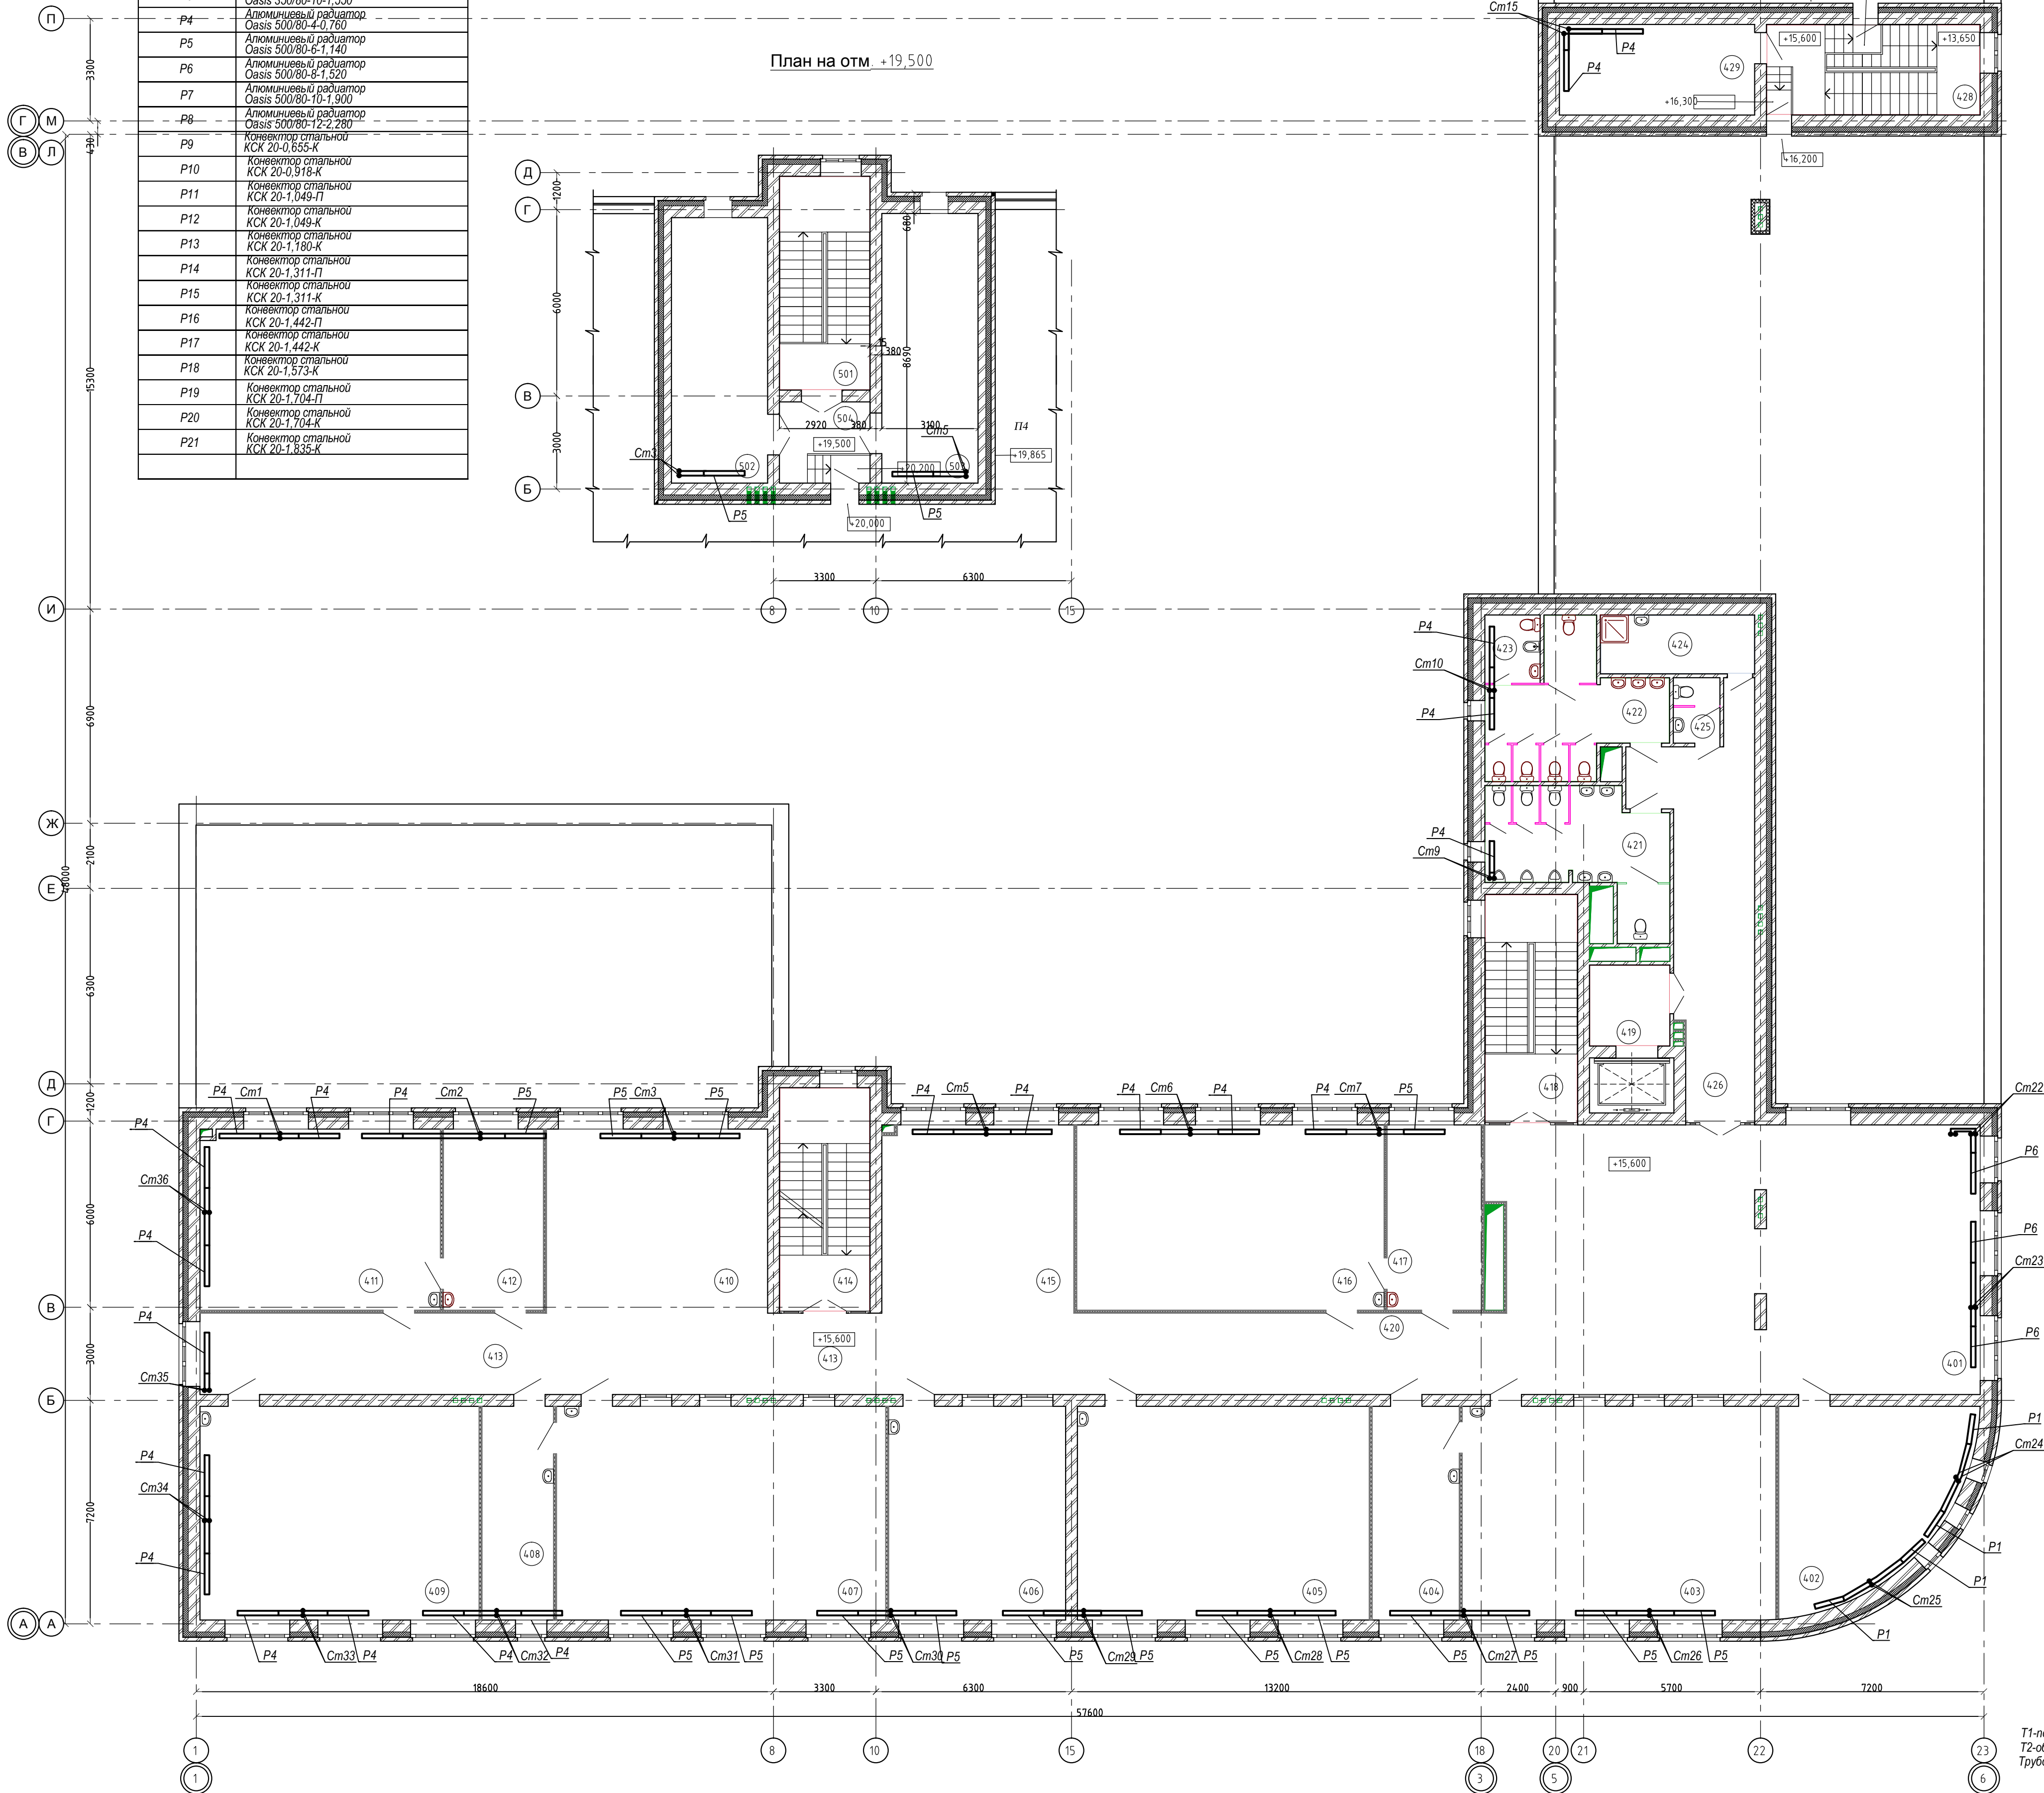 Oasis 350/80-10-1,550
Р4 Алюминиевый радиатор
Oasis 500/80-4-0,760
Р5 Алюминиевый радиатор
Oasis 500/80-6-1,140
Р6 Алюминиевый радиатор
Oasis 500/80-8-1,520
Р7 Алюминиевый радиатор
Oasis 500/80-10-1,900
Р8 Алюминиевый радиатор
Oasis 500/80-12-2,280
Р9 Конвектор стальной
КСК 20-0,655-К
Р10 Конвектор стальной
КСК 20-0,918-К
Р11 Конвектор стальной
КСК 20-1,049-П
Р12 Конвектор стальной
КСК 20-1,049-К
Р13 Конвектор стальной
КСК 20-1,180-К
Р14 Конвектор стальной
КСК 20-1,311-П
Р15 Конвектор стальной
КСК 20-1,311-К
Р16 Конвектор стальной
КСК 20-1,442-П
Р17 Конвектор стальной
КСК 20-1,442-К
Р18 Конвектор стальной
КСК 20-1,573-К
Р19 Конвектор стальной
КСК 20-1,704-П
Р20 Конвектор стальной
КСК 20-1,704-К
Р21 Конвектор стальной
КСК 20-1,835-К
План на отм. +19,500
П
Г М
В Л
И
Ж
Е
Д
Г
В
Б
А А
3300
430
15300
6900
2100
48000
6300
1200
6000
3000
7200
Д
Г
В
Б
1200
6000
3000
680
15
380
8690
501
504
2920 380 3100
Ст5
Ст3
+19,500
+20,200
502
503
П4
+19,865
Р5
Р5
+20,000
3300 6300
8 10 15
Ст15
Р4
Р4
429
+15,600
+13,650
+16,300
428
+16,200
Р4
Ст10
Р4
423
424
422
425
Р4
Ст9
421
419
418
426
Р4 Ст1 Р4 Р4 Ст2 Р5 Р5 Ст3 Р5 Р4 Ст5 Р4 Р4 Ст6 Р4 Р4 Ст7 Р5
Ст22
Р4
Ст36
Р4
Р4
Ст35
Р4
Ст34
Р4
+15,600
Р6
Р6
Ст23
Р6
411 412 410 414 415 416 417
420
413
+15,600
413
401
Р1
Ст24
Р1
Р1
Ст25
Р1
408
409 407 406 405 404 403 402
Р4 Ст33 Р4 Р4 Ст32 Р4 Р5 Ст31 Р5 Р5 Ст30 Р5 Р5 Ст29 Р5 Р5 Ст28 Р5 Р5 Ст27 Р5 Р5 Ст26 Р5
18600 3300 6300 13200 2400 900 5700 7200
57600
1 8 10 15 18 20 21 22 23
1 3 5 6